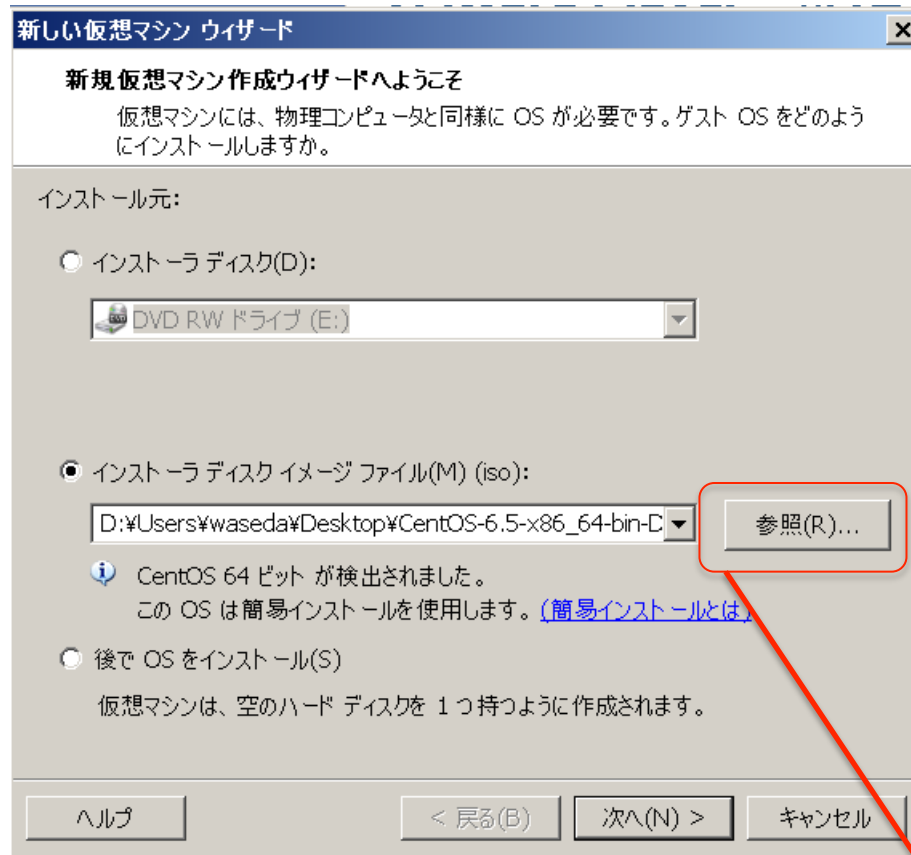 新しい仮想マシン ウィザード
新規仮想マシン作成ウィザードへようこそ
仮想マシンには、物理コンピュータと同様に OS が必要です。ゲスト OS をどのよう
にインストールしますか。
インストール元:
インストーラ ディスク(D):
DVD RW ドライブ (E:)
インストーラ ディスク イメージ ファイル(M) (iso):
D:¥Users¥waseda¥Desktop¥CentOS-6.5-x86_64-bin-D
参照(R)...
CentOS 64 ビット が検出されました。
この OS は簡易インストールを使用します。(簡易インストールとは)
後で OS をインストール(S)
仮想マシンは、空のハード ディスクを 1 つ持つように作成されます。
ヘルプ
< 戻る(B)
次へ(N) >
キャンセル